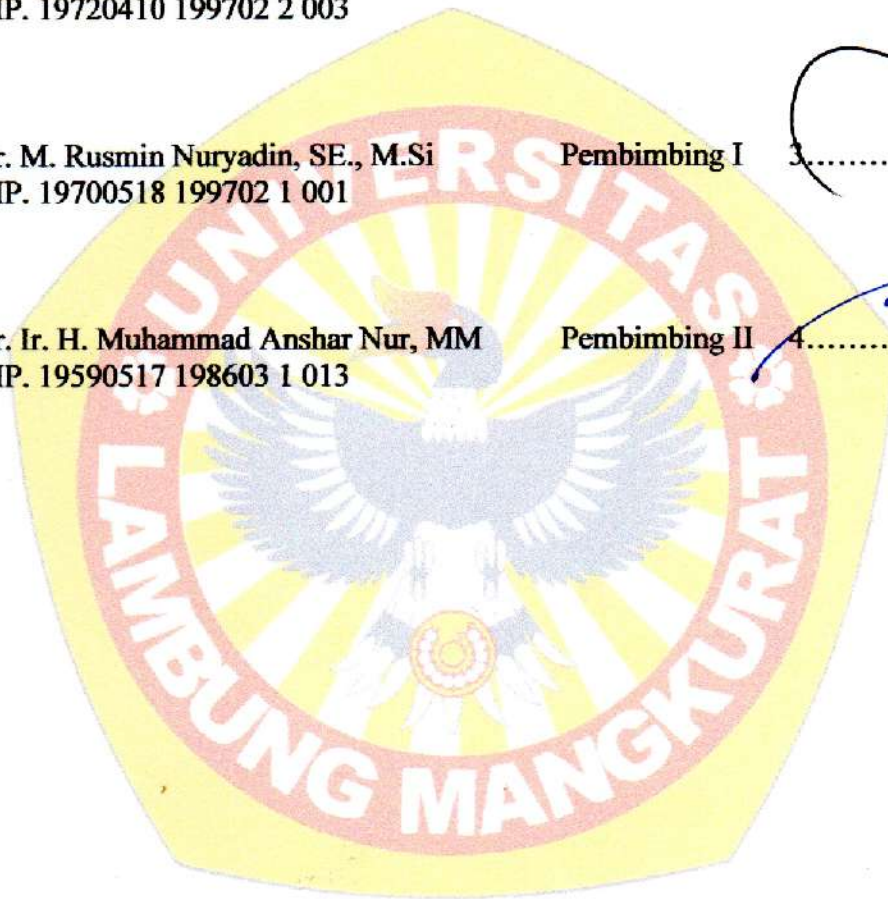 IP. 19720410 199702 2 003
r. M. Rusmin Nuryadin, SE., M.Si Pembimbing I 3.........
IP. 19700518 199702 1 001
r. Ir. H. Muhammad Anshar Nur, MM Pembimbing II 4.........
IP. 19590517 198603 1 013
UNIVERSITAS
LAMBUNG MANGKURAT